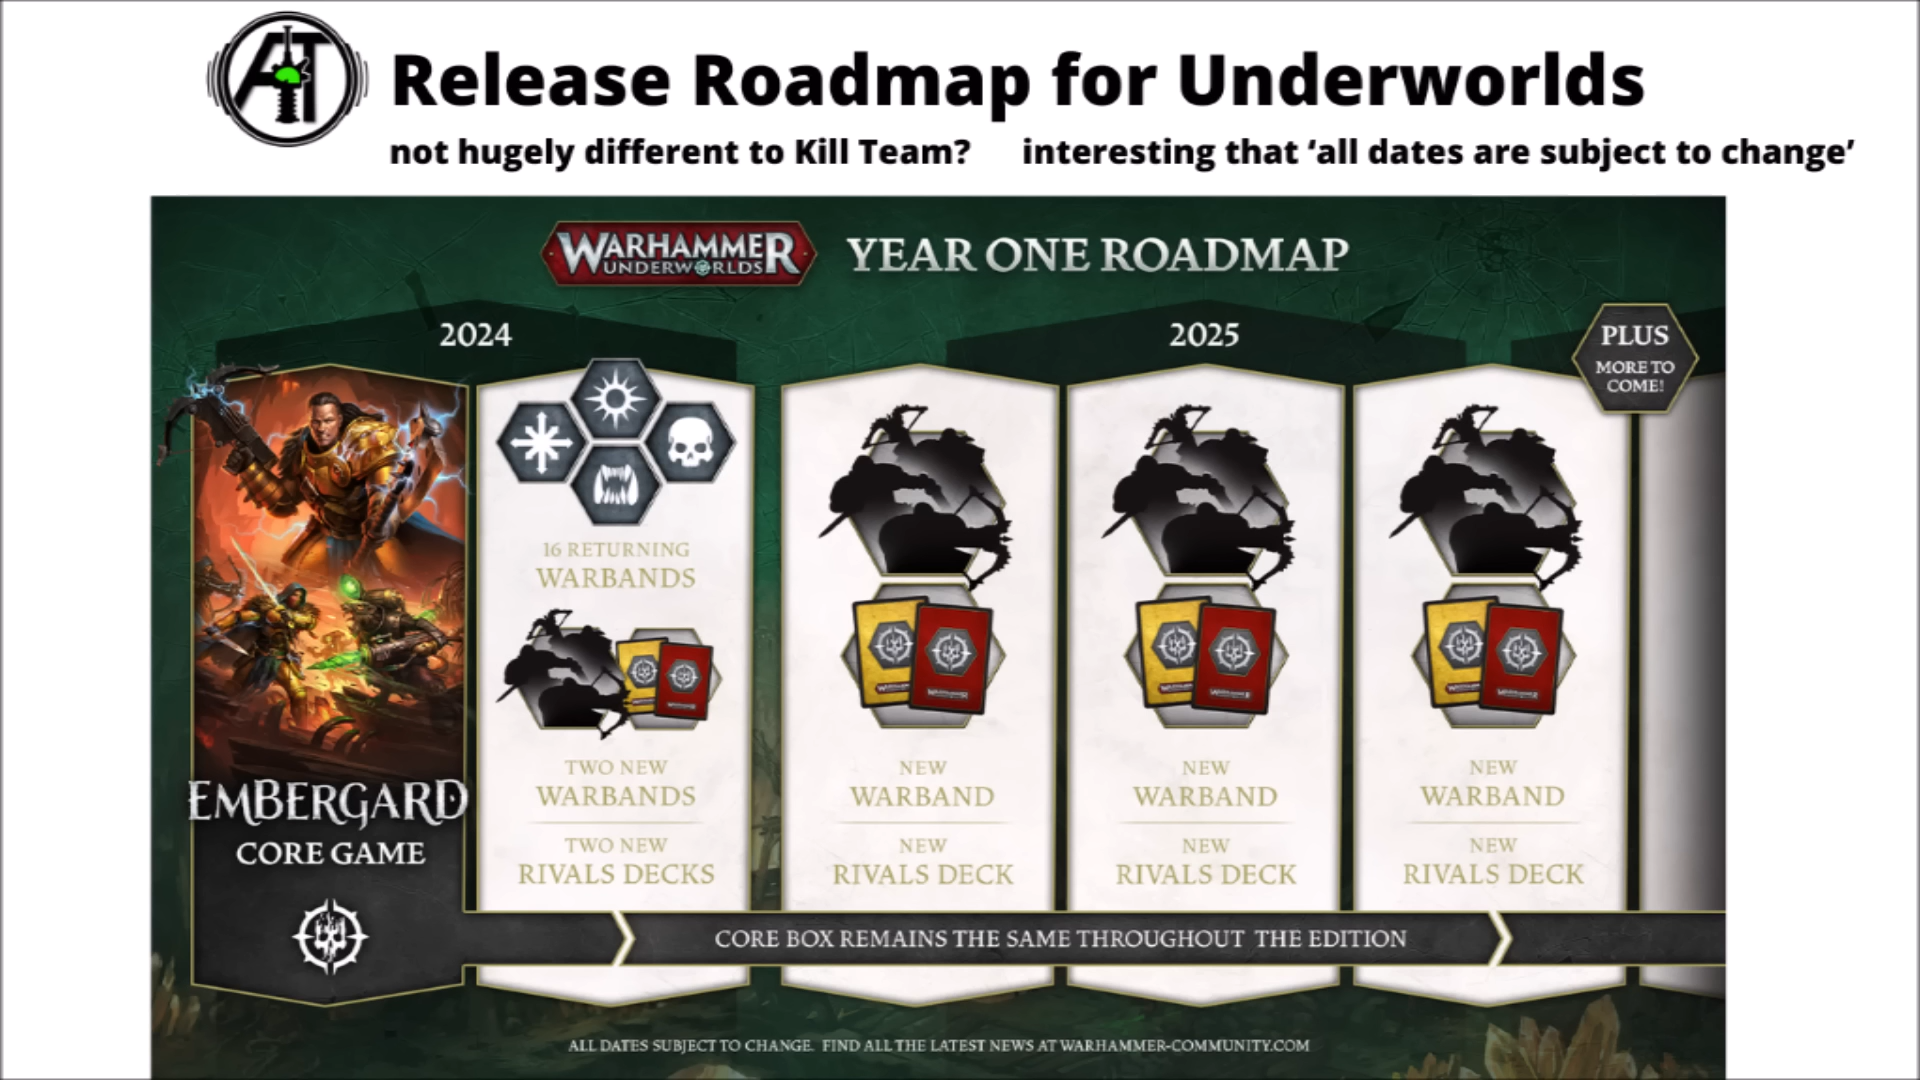 AT
Release Roadmap for Underworlds
not hugely different to Kill Team? interesting that ‘all dates are subject to change’
WARHAMMER
UNDERWORLDS
YEAR ONE ROADMAP
2024
2025
PLUS
MORE TO
COME!
16 RETURNING
WARBANDS
TWO NEW
WARBANDS
TWO NEW
RIVALS DECKS
NEW
WARBAND
NEW
RIVALS DECK
NEW
WARBAND
NEW
RIVALS DECK
NEW
WARBAND
NEW
RIVALS DECK
EMBERGARD
CORE GAME
CORE BOX REMAINS THE SAME THROUGHOUT THE EDITION
ALL DATES SUBJECT TO CHANGE. FIND ALL THE LATEST NEWS AT WARHAMMER-COMMUNITY.COM